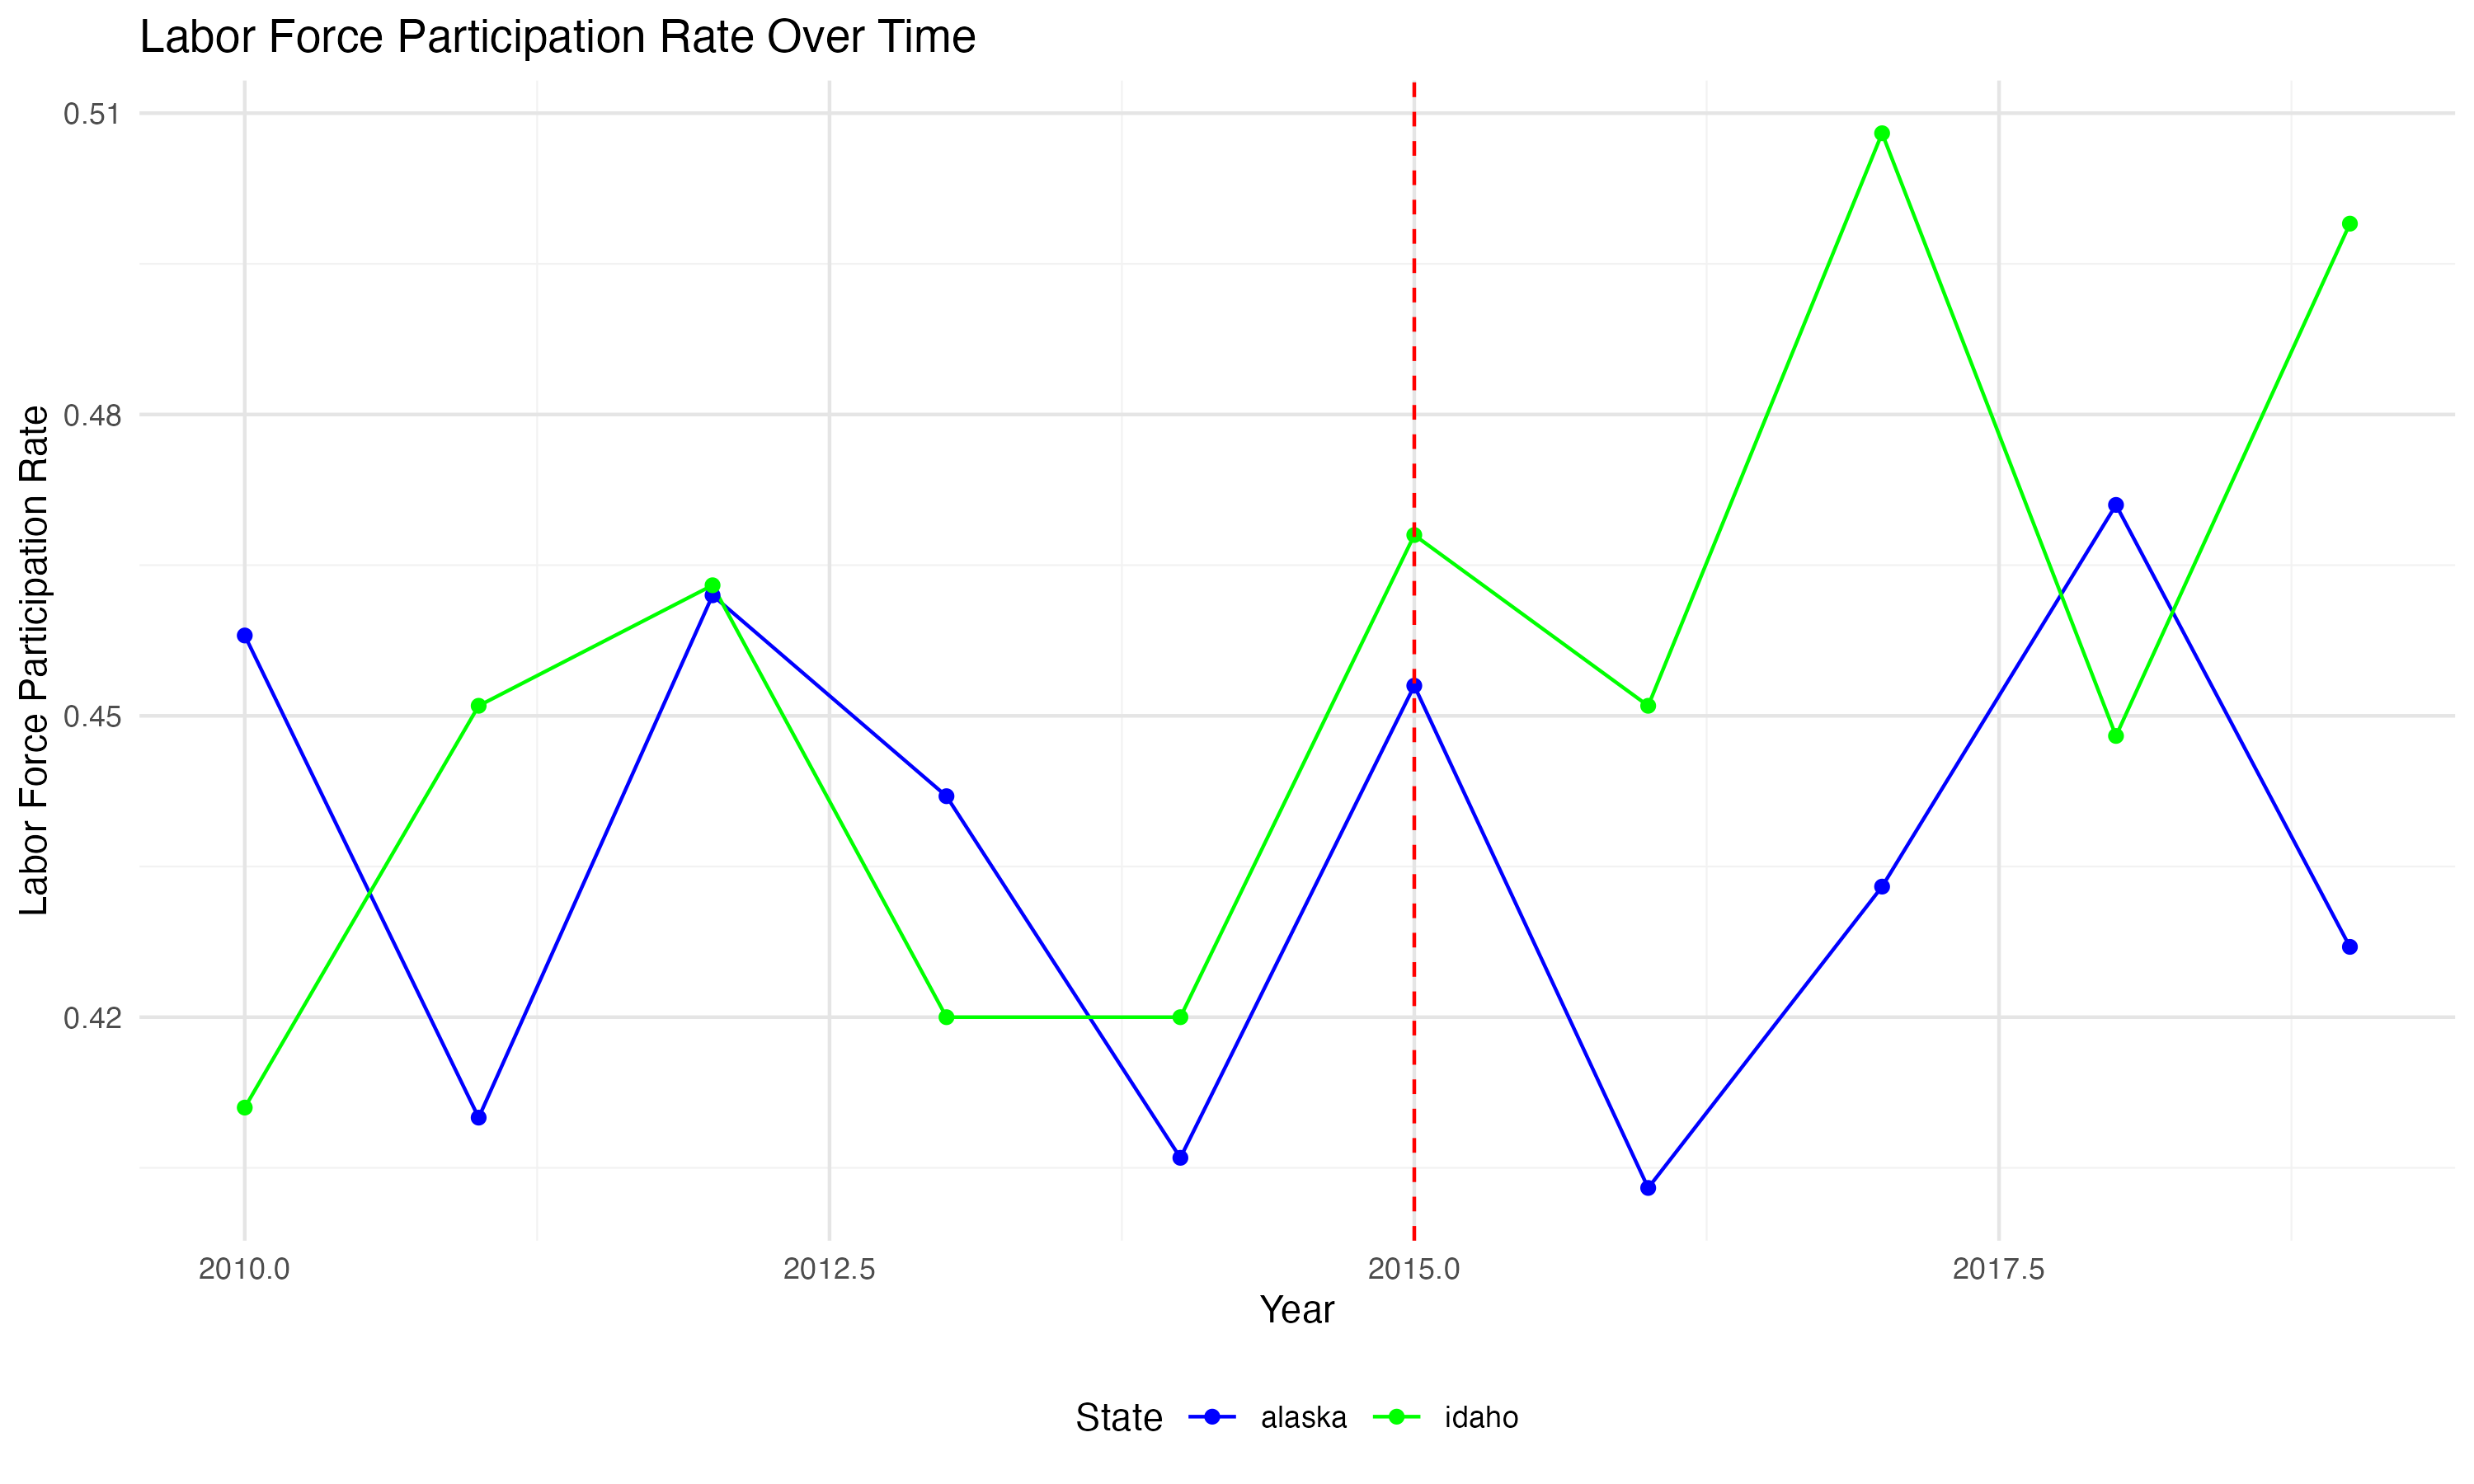 Labor Force Participation Rate Over Time
Labor Force Participation Rate
0.51
0.48
0.45
0.42
2010.0 2012.5 2015.0 2017.5
Year
State alaska idaho